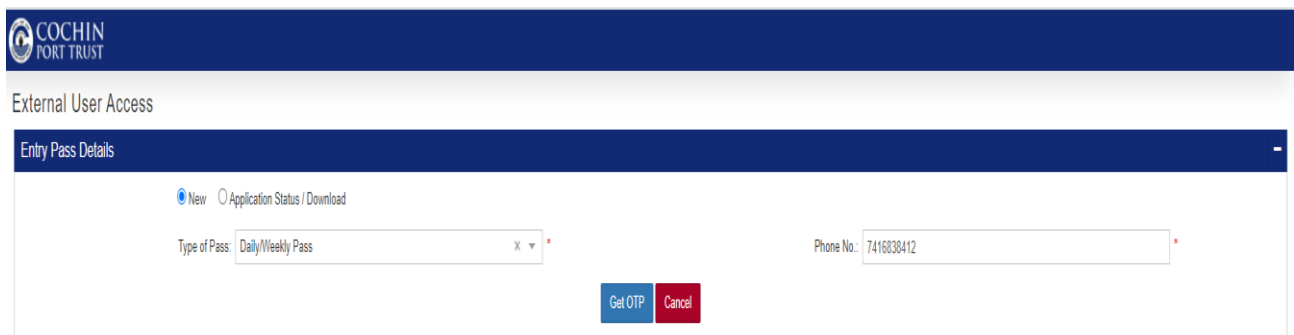 COCHIN
PORT TRUST
External User Access
Entry Pass Details
New Application Status / Download
Type of Pass: Daily/Weekly Pass X * Phone No.: 7416838412 *
Get OTP Cancel